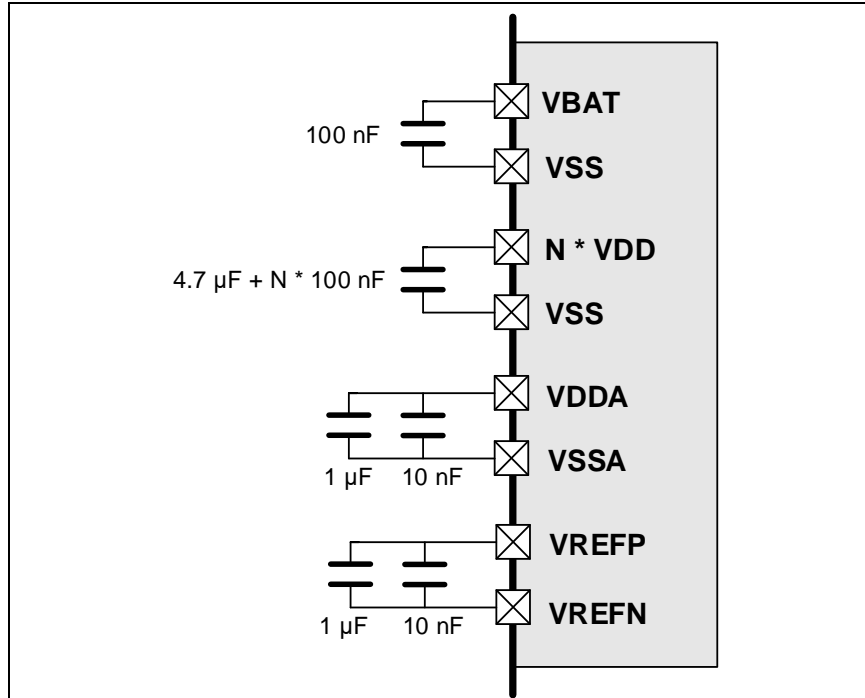 VBAT
100 nF
VSS
N * VDD
4.7 µF + N * 100 nF
VSS
VDDA
VSSA
1 µF 10 nF
VREFP
VREFN
1 µF 10 nF